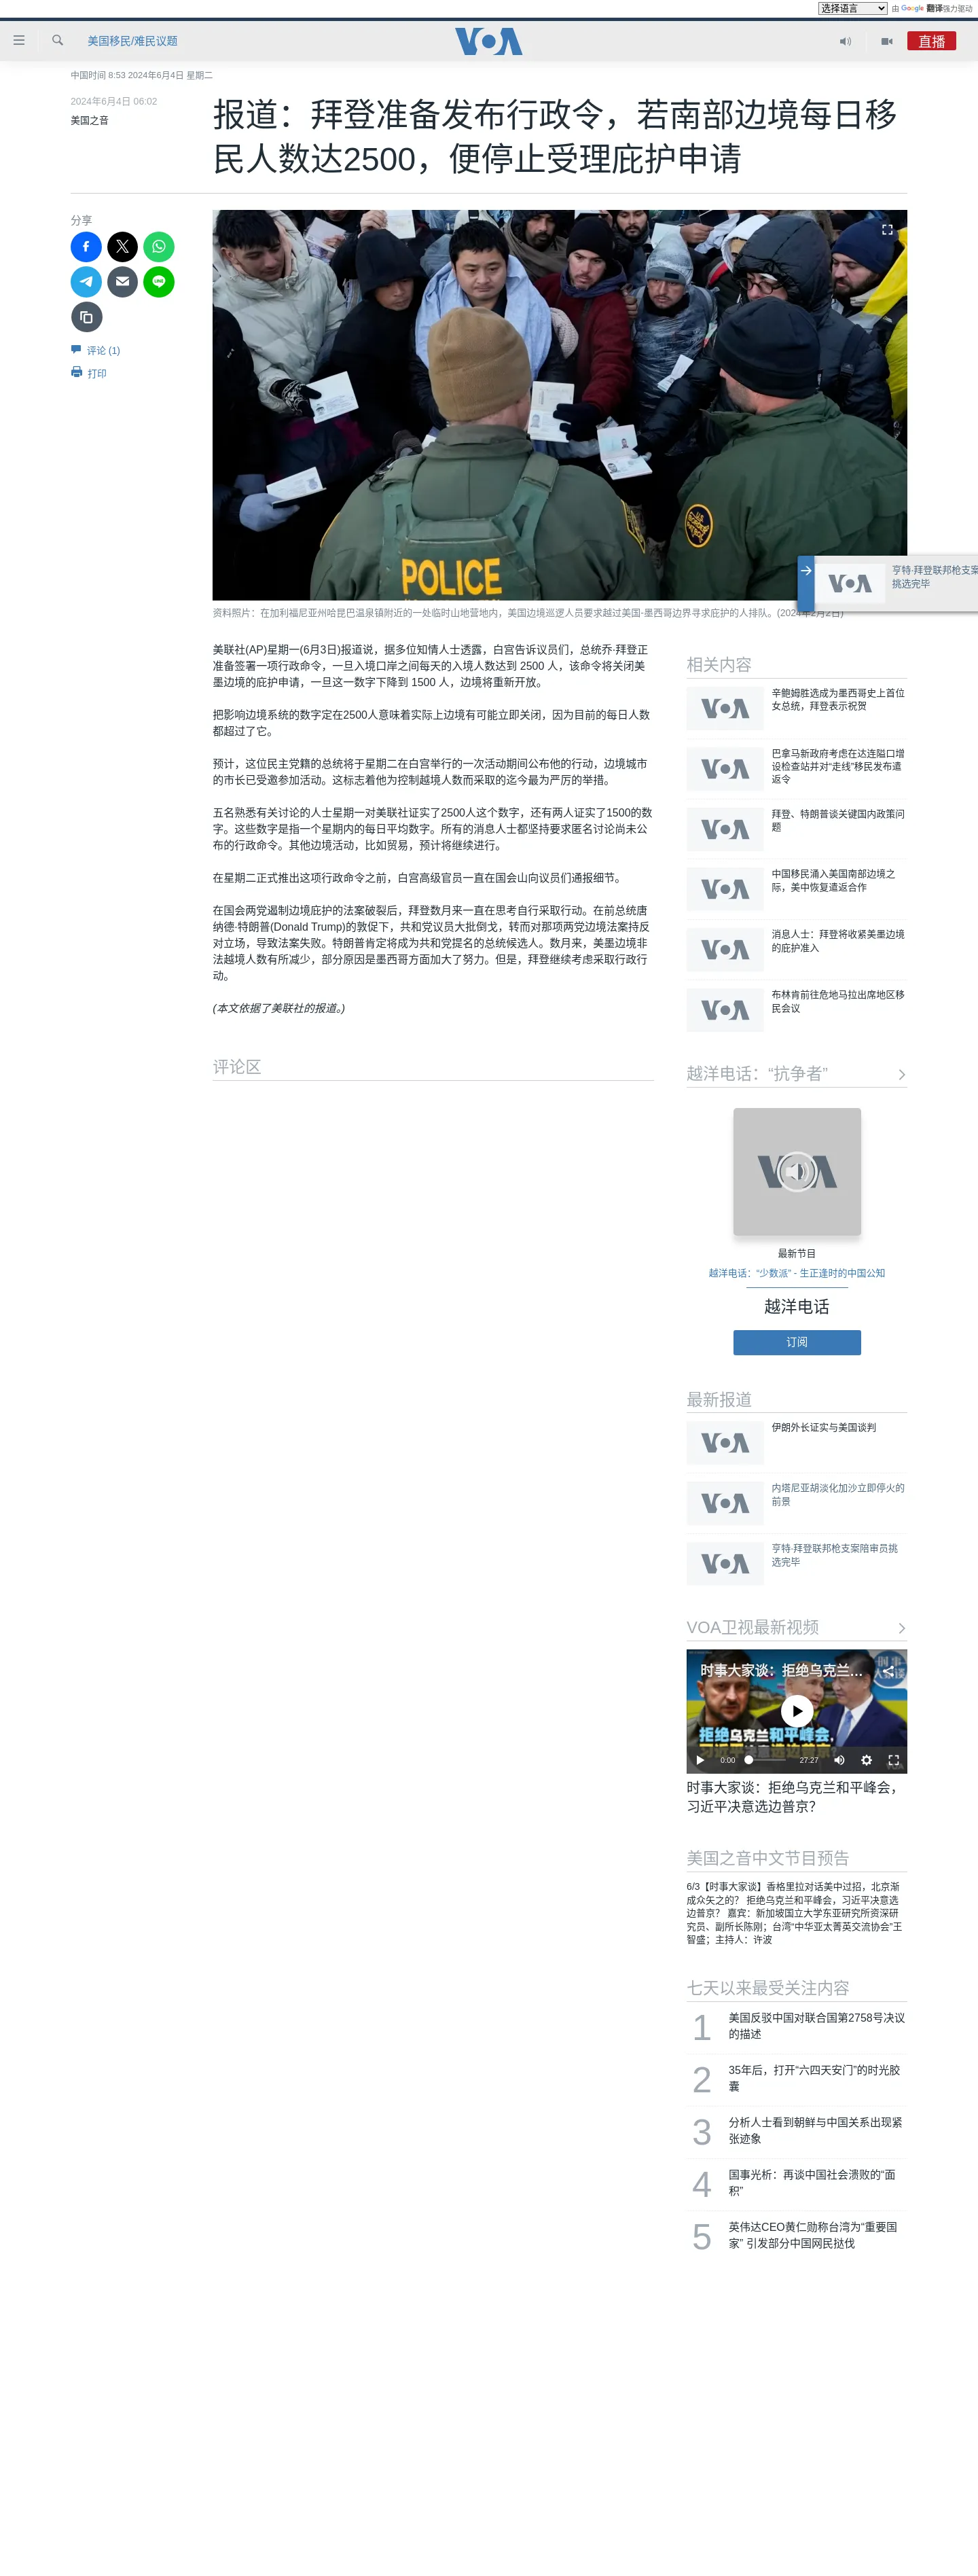 选择语言 由 Google 翻译强力驱动
美国移民/难民议题
VOA
直播
中国时间 8:53 2024年6月4日 星期二
2024年6月4日 06:02
美国之音
报道：拜登准备发布行政令，若南部边境每日移
民人数达2500，便停止受理庇护申请
分享
评论 (1)
打印
POLICE
亨特·拜登联邦枪支案
挑选完毕
VOA
资料照片：在加利福尼亚州哈昆巴温泉镇附近的一处临时山地营地内，美国边境巡逻人员要求越过美国-墨西哥边界寻求庇护的人排队。(2024年2月2日)
美联社(AP)星期一(6月3日)报道说，据多位知情人士透露，白宫告诉议员们，总统乔·拜登正
准备签署一项行政命令，一旦入境口岸之间每天的入境人数达到 2500 人，该命令将关闭美
墨边境的庇护申请，一旦这一数字下降到 1500 人，边境将重新开放。
把影响边境系统的数字定在2500人意味着实际上边境有可能立即关闭，因为目前的每日人数
都超过了它。
预计，这位民主党籍的总统将于星期二在白宫举行的一次活动期间公布他的行动，边境城市
的市长已受邀参加活动。这标志着他为控制越境人数而采取的迄今最为严厉的举措。
五名熟悉有关讨论的人士星期一对美联社证实了2500人这个数字，还有两人证实了1500的数
字。这些数字是指一个星期内的每日平均数字。所有的消息人士都坚持要求匿名讨论尚未公
布的行政命令。其他边境活动，比如贸易，预计将继续进行。
在星期二正式推出这项行政命令之前，白宫高级官员一直在国会山向议员们通报细节。
在国会两党遏制边境庇护的法案破裂后，拜登数月来一直在思考自行采取行动。在前总统唐
纳德·特朗普(Donald Trump)的敦促下，共和党议员大批倒戈，转而对那项两党边境法案持反
对立场，导致法案失败。特朗普肯定将成为共和党提名的总统候选人。数月来，美墨边境非
法越境人数有所减少，部分原因是墨西哥方面加大了努力。但是，拜登继续考虑采取行政行
动。
(本文依据了美联社的报道。)
评论区
相关内容
VOA
辛鲍姆胜选成为墨西哥史上首位
女总统，拜登表示祝贺
VOA
巴拿马新政府考虑在达连隘口增
设检查站并对“走线”移民发布遣
返令
VOA
拜登、特朗普谈关键国内政策问
题
VOA
中国移民涌入美国南部边境之
际，美中恢复遣返合作
VOA
消息人士：拜登将收紧美墨边境
的庇护准入
VOA
布林肯前往危地马拉出席地区移
民会议
越洋电话：“抗争者”
VOA
最新节目
越洋电话：“少数派” - 生正逢时的中国公知
越洋电话
订阅
最新报道
VOA
伊朗外长证实与美国谈判
VOA
内塔尼亚胡淡化加沙立即停火的
前景
VOA
亨特·拜登联邦枪支案陪审员挑
选完毕
VOA卫视最新视频
时事大家谈：拒绝乌克兰…
拒绝乌克兰和平峰会，
习近平决意选边普京？
0:00
27:27
时事大家谈：拒绝乌克兰和平峰会，
习近平决意选边普京？
美国之音中文节目预告
6/3【时事大家谈】香格里拉对话美中过招，北京渐
成众矢之的？ 拒绝乌克兰和平峰会，习近平决意选
边普京？ 嘉宾：新加坡国立大学东亚研究所资深研
究员、副所长陈刚；台湾“中华亚太菁英交流协会”王
智盛；主持人：许波
七天以来最受关注内容
1
美国反驳中国对联合国第2758号决议
的描述
2
35年后，打开“六四天安门”的时光胶
囊
3
分析人士看到朝鲜与中国关系出现紧
张迹象
4
国事光析：再谈中国社会溃败的“面
积”
5
英伟达CEO黄仁勋称台湾为“重要国
家” 引发部分中国网民挞伐